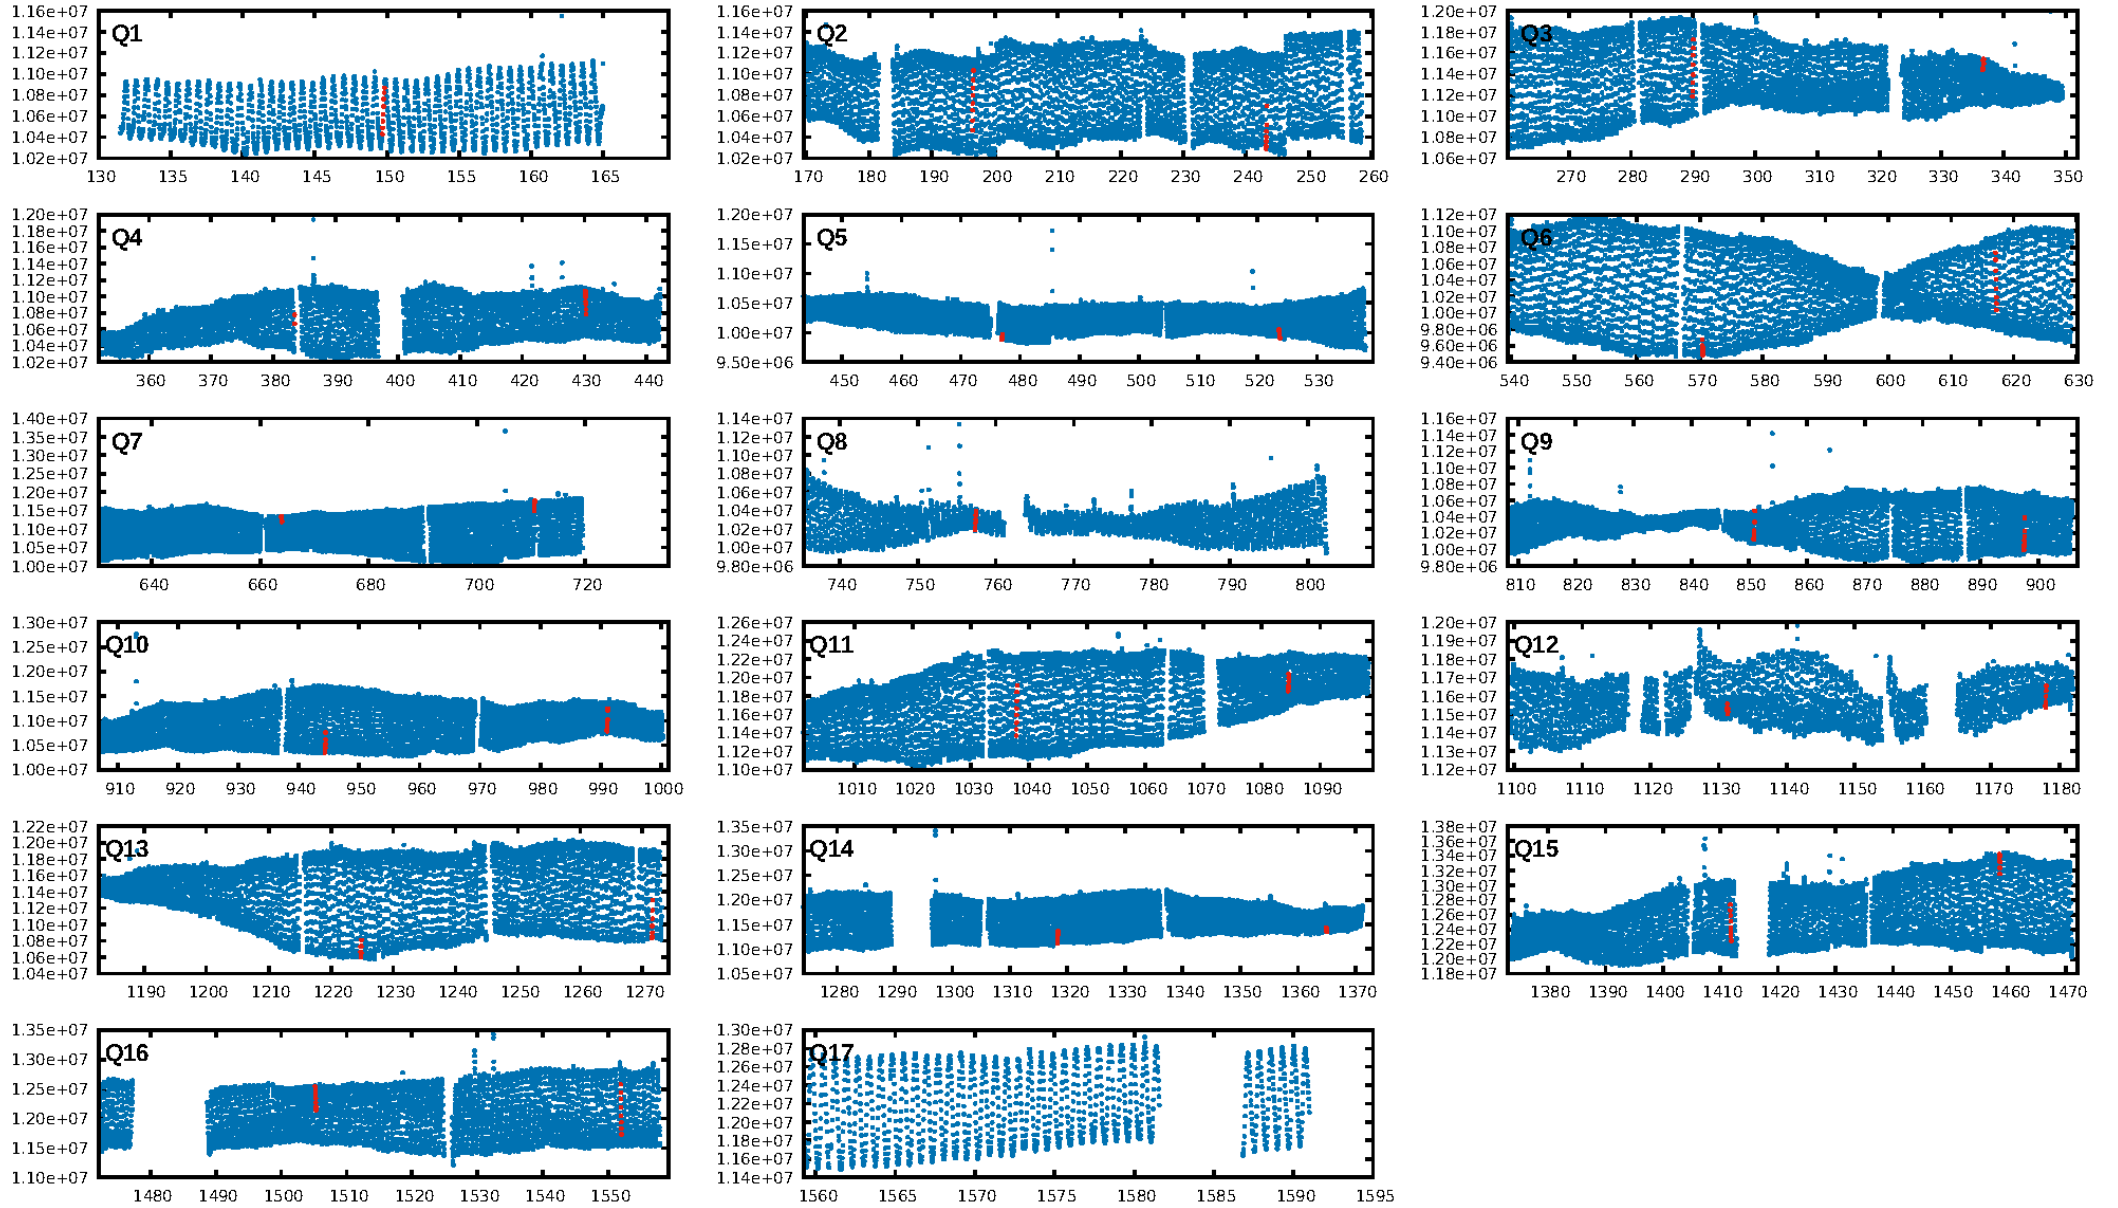 1.16e+07 1.14e+07 1.12e+07 1.10e+07 1.08e+07 1.06e+07 1.04e+07 1.02e+07
Q1
130 135 140 145 150 155 160 165
1.16e+07 1.14e+07 1.12e+07 1.10e+07 1.08e+07 1.06e+07 1.04e+07 1.02e+07
Q2
170 180 190 200 210 220 230 240 250 260
1.20e+07 1.18e+07 1.16e+07 1.14e+07 1.12e+07 1.10e+07 1.08e+07 1.06e+07
Q3
270 280 290 300 310 320 330 340 350
1.20e+07 1.18e+07 1.16e+07 1.14e+07 1.12e+07 1.10e+07 1.08e+07 1.06e+07 1.04e+07 1.02e+07
Q4
360 370 380 390 400 410 420 430 440
1.20e+07 1.15e+07 1.10e+07 1.05e+07 1.00e+07 9.50e+06
Q5
450 460 470 480 490 500 510 520 530
1.12e+07 1.10e+07 1.08e+07 1.06e+07 1.04e+07 1.02e+07 1.00e+07 9.80e+06 9.60e+06 9.40e+06
Q6
540 550 560 570 580 590 600 610 620 630
1.40e+07 1.35e+07 1.30e+07 1.25e+07 1.20e+07 1.15e+07 1.10e+07 1.05e+07 1.00e+07
Q7
640 660 680 700 720
1.14e+07 1.12e+07 1.10e+07 1.08e+07 1.06e+07 1.04e+07 1.02e+07 1.00e+07 9.80e+06
Q8
740 750 760 770 780 790 800
1.16e+07 1.14e+07 1.12e+07 1.10e+07 1.08e+07 1.06e+07 1.04e+07 1.02e+07 1.00e+07 9.80e+06
Q9
810 820 830 840 850 860 870 880 890 900
1.30e+07 1.25e+07 1.20e+07 1.15e+07 1.10e+07 1.05e+07 1.00e+07
Q10
910 920 930 940 950 960 970 980 990 1000
1.26e+07 1.24e+07 1.22e+07 1.20e+07 1.18e+07 1.16e+07 1.14e+07 1.12e+07 1.10e+07
Q11
1010 1020 1030 1040 1050 1060 1070 1080 1090
1.20e+07 1.19e+07 1.18e+07 1.17e+07 1.16e+07 1.15e+07 1.14e+07 1.13e+07 1.12e+07
Q12
1100 1110 1120 1130 1140 1150 1160 1170 1180
1.22e+07 1.20e+07 1.18e+07 1.16e+07 1.14e+07 1.12e+07 1.10e+07 1.08e+07 1.06e+07 1.04e+07
Q13
1190 1200 1210 1220 1230 1240 1250 1260 1270
1.35e+07 1.30e+07 1.25e+07 1.20e+07 1.15e+07 1.10e+07 1.05e+07
Q14
1280 1290 1300 1310 1320 1330 1340 1350 1360 1370
1.38e+07 1.36e+07 1.34e+07 1.32e+07 1.30e+07 1.28e+07 1.26e+07 1.24e+07 1.22e+07 1.20e+07 1.18e+07
Q15
1380 1390 1400 1410 1420 1430 1440 1450 1460 1470
1.35e+07 1.30e+07 1.25e+07 1.20e+07 1.15e+07 1.10e+07
Q16
1480 1490 1500 1510 1520 1530 1540 1550
1.30e+07 1.28e+07 1.26e+07 1.24e+07 1.22e+07 1.20e+07 1.18e+07 1.16e+07 1.14e+07
Q17
1560 1565 1570 1575 1580 1585 1590 1595